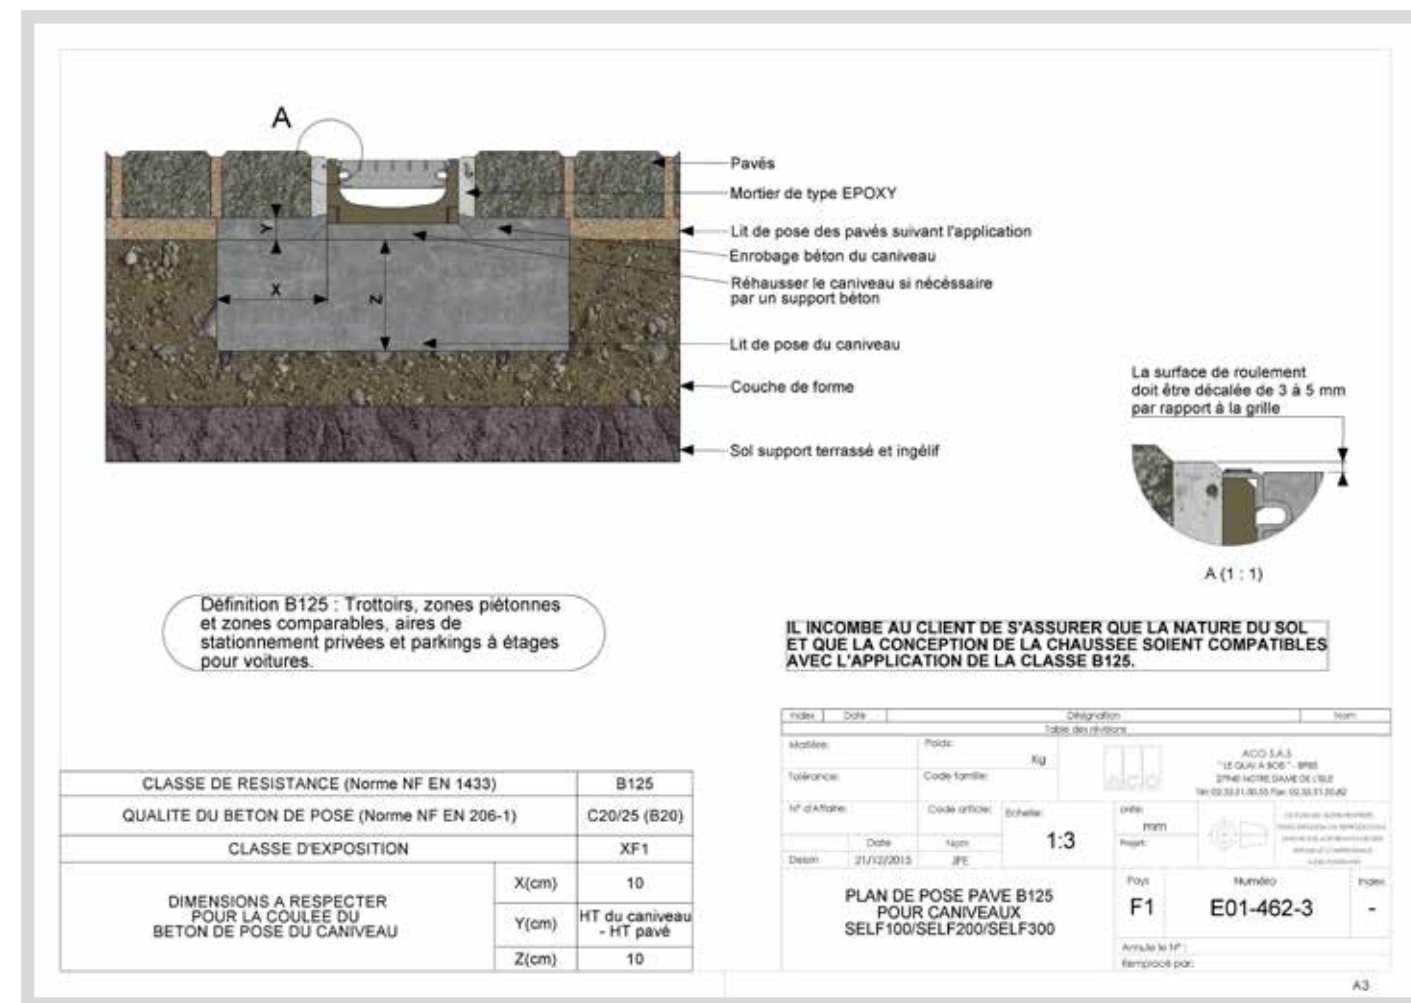 A
Pavés
Mortier de type EPOXY
Lit de pose des pavés suivant l'application
Enrobage béton du caniveau
Réhausser le caniveau si nécéssaire
par un support béton
Lit de pose du caniveau
Couche de forme
Sol support terrassé et ingélif
Y
X
Z
La surface de roulement
doit être décalée de 3 à 5 mm
par rapport à la grille
A (1 : 1)
Définition B125 : Trottoirs, zones piétonnes
et zones comparables, aires de
stationnement privées et parkings à étages
pour voitures.
IL INCOMBE AU CLIENT DE S'ASSURER QUE LA NATURE DU SOL
ET QUE LA CONCEPTION DE LA CHAUSSEE SOIENT COMPATIBLES
AVEC L'APPLICATION DE LA CLASSE B125.
CLASSE DE RESISTANCE (Norme NF EN 1433) B125
QUALITE DU BETON DE POSE (Norme NF EN 206-1) C20/25 (B20)
CLASSE D'EXPOSITION XF1
DIMENSIONS A RESPECTER
POUR LA COULEE DU
BETON DE POSE DU CANIVEAU
X(cm) 10
Y(cm) HT du caniveau
- HT pavé
Z(cm) 10
Index Date Désignation Nom
Table des révisions
Matière: Poids: Kg
Tolérance: Code famille:
N° d'Affaire: Code article: Echelle: 1:3
Date Nom
Dessin 21/12/2015 JPE
ACO
ACO S.A.S
"LE QUAI A BOIS" - BP85
27940 NOTRE DAME DE L'ISLE
Unité: mm
Projet:
PLAN DE POSE PAVE B125
POUR CANIVEAUX
SELF100/SELF200/SELF300
Pays Numéro Index
F1 E01-462-3 -
Annule le N° :
Remplacé par:
A3